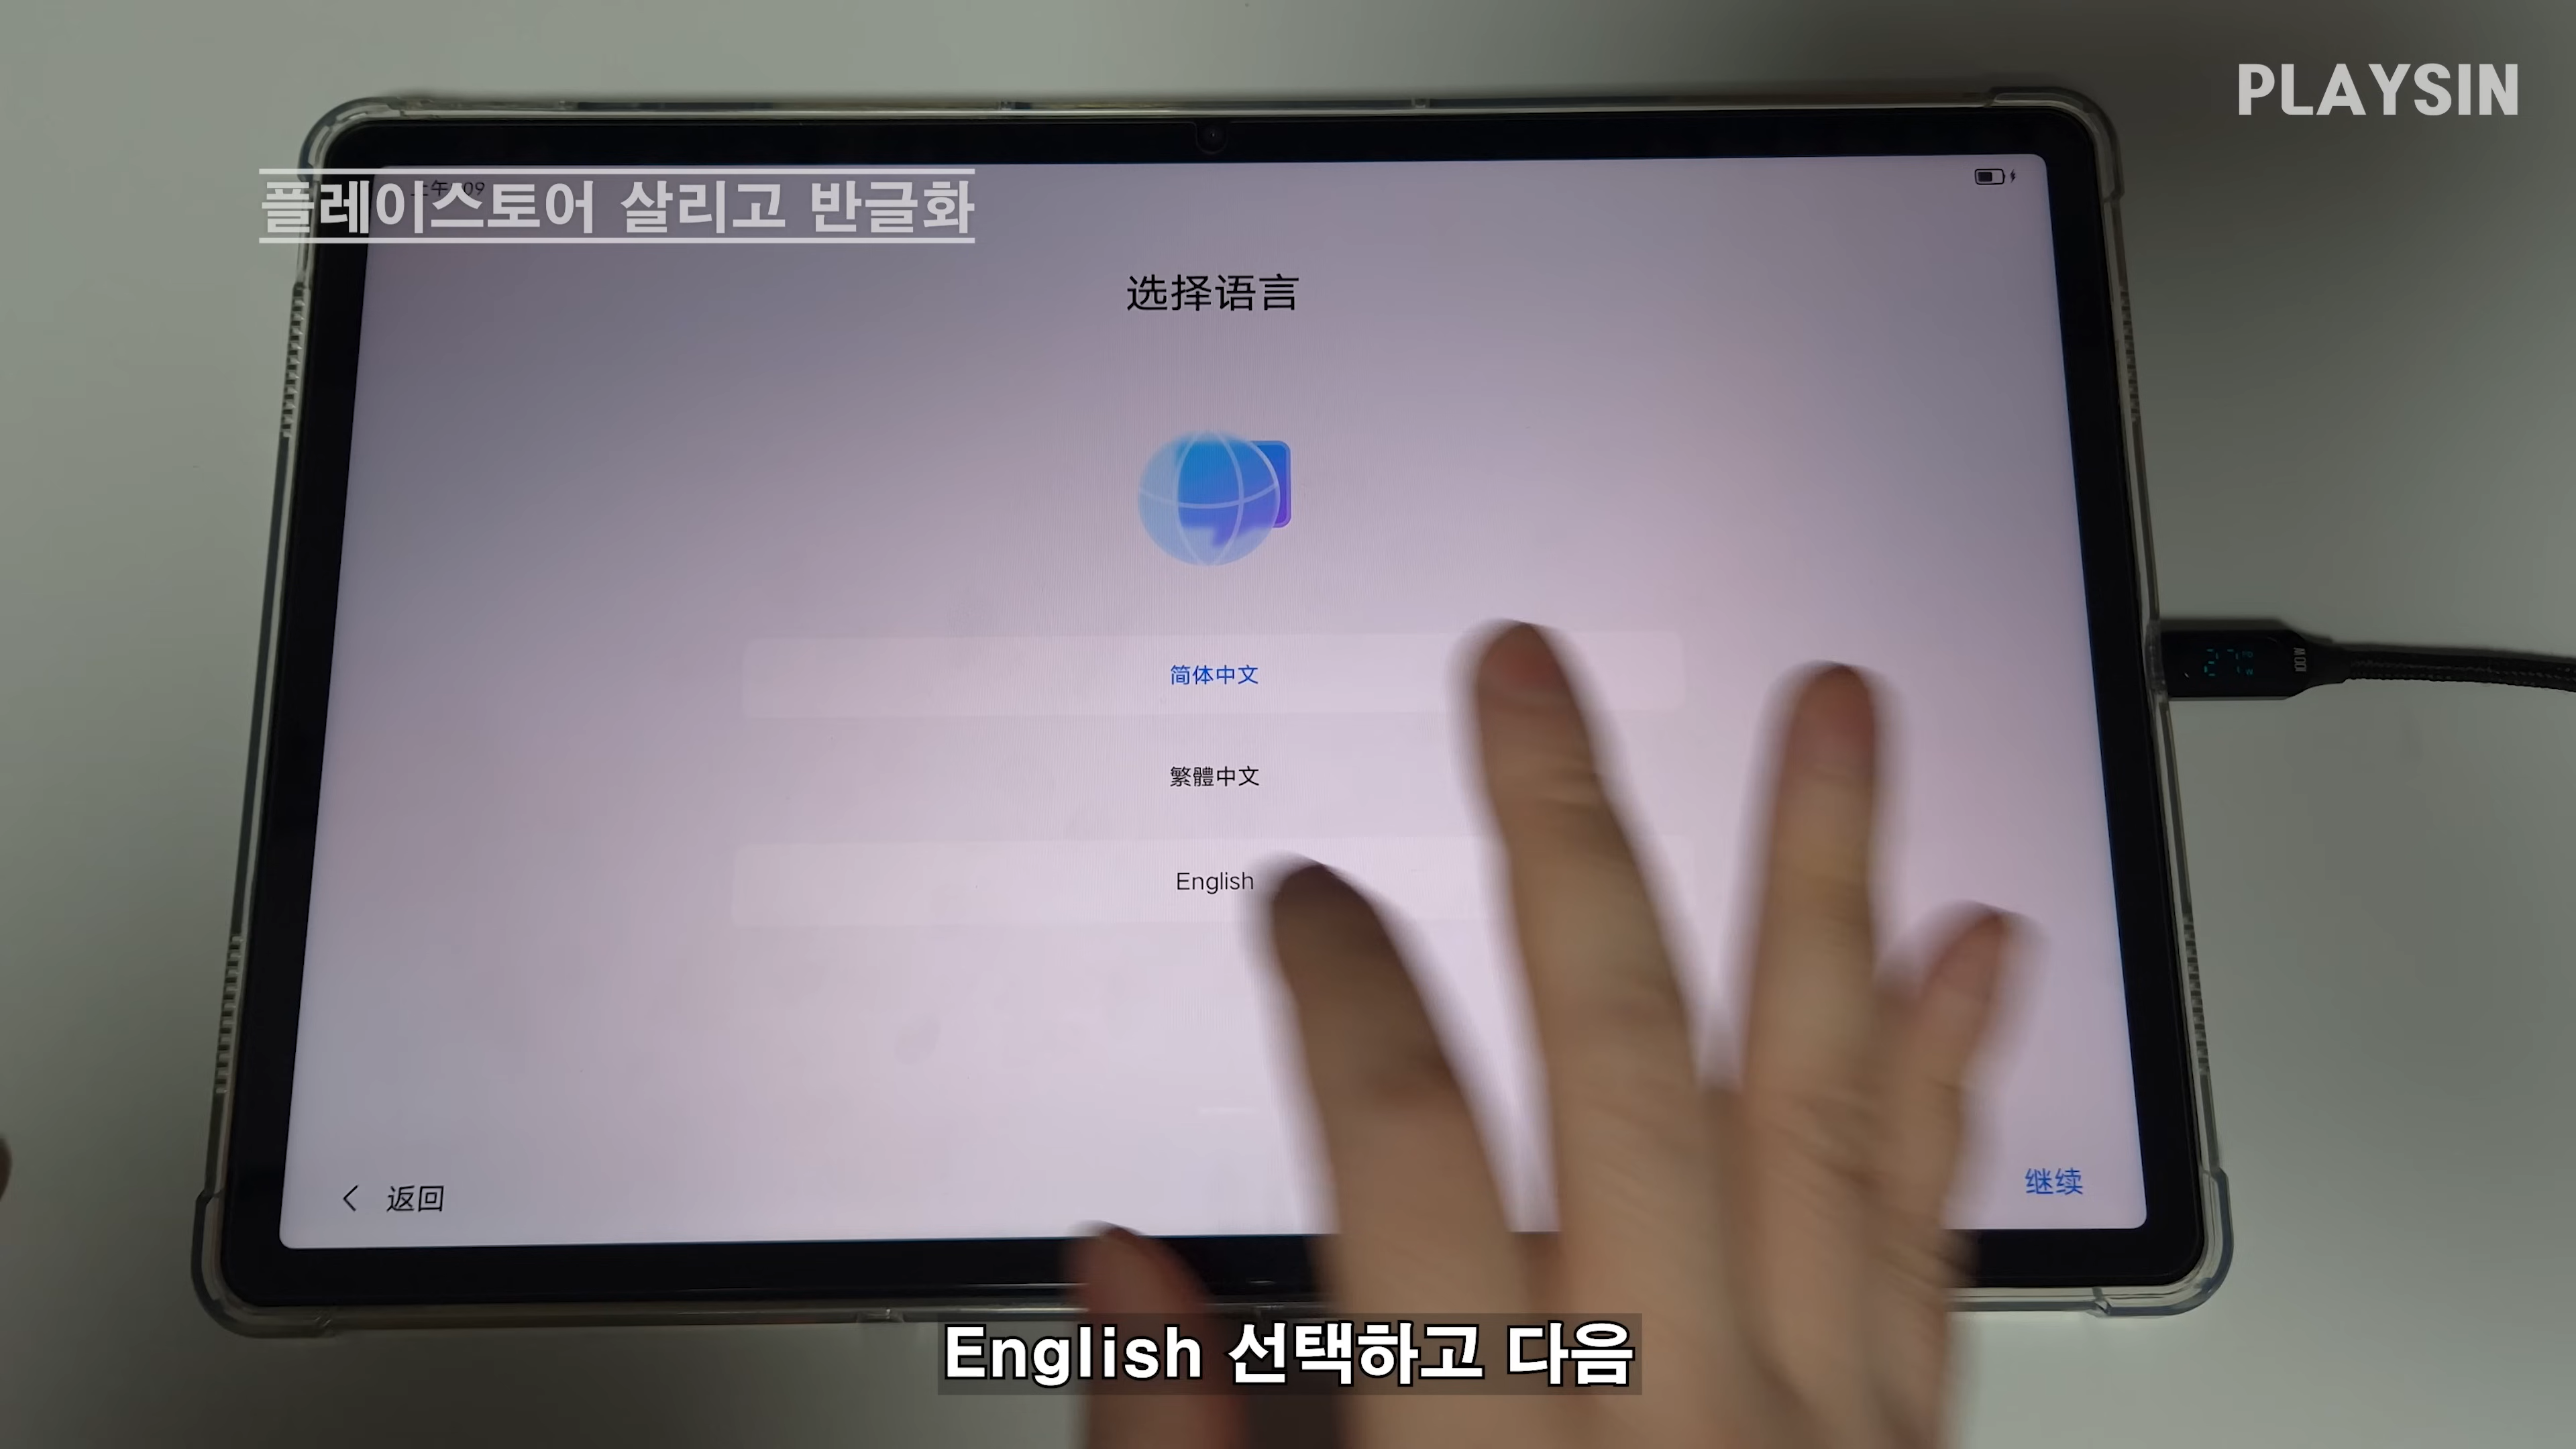 PLAYSIN
플레이스토어 살리고 반글화
选择语言
简体中文
繁體中文
English
返回
继续
100W
English 선택하고 다음